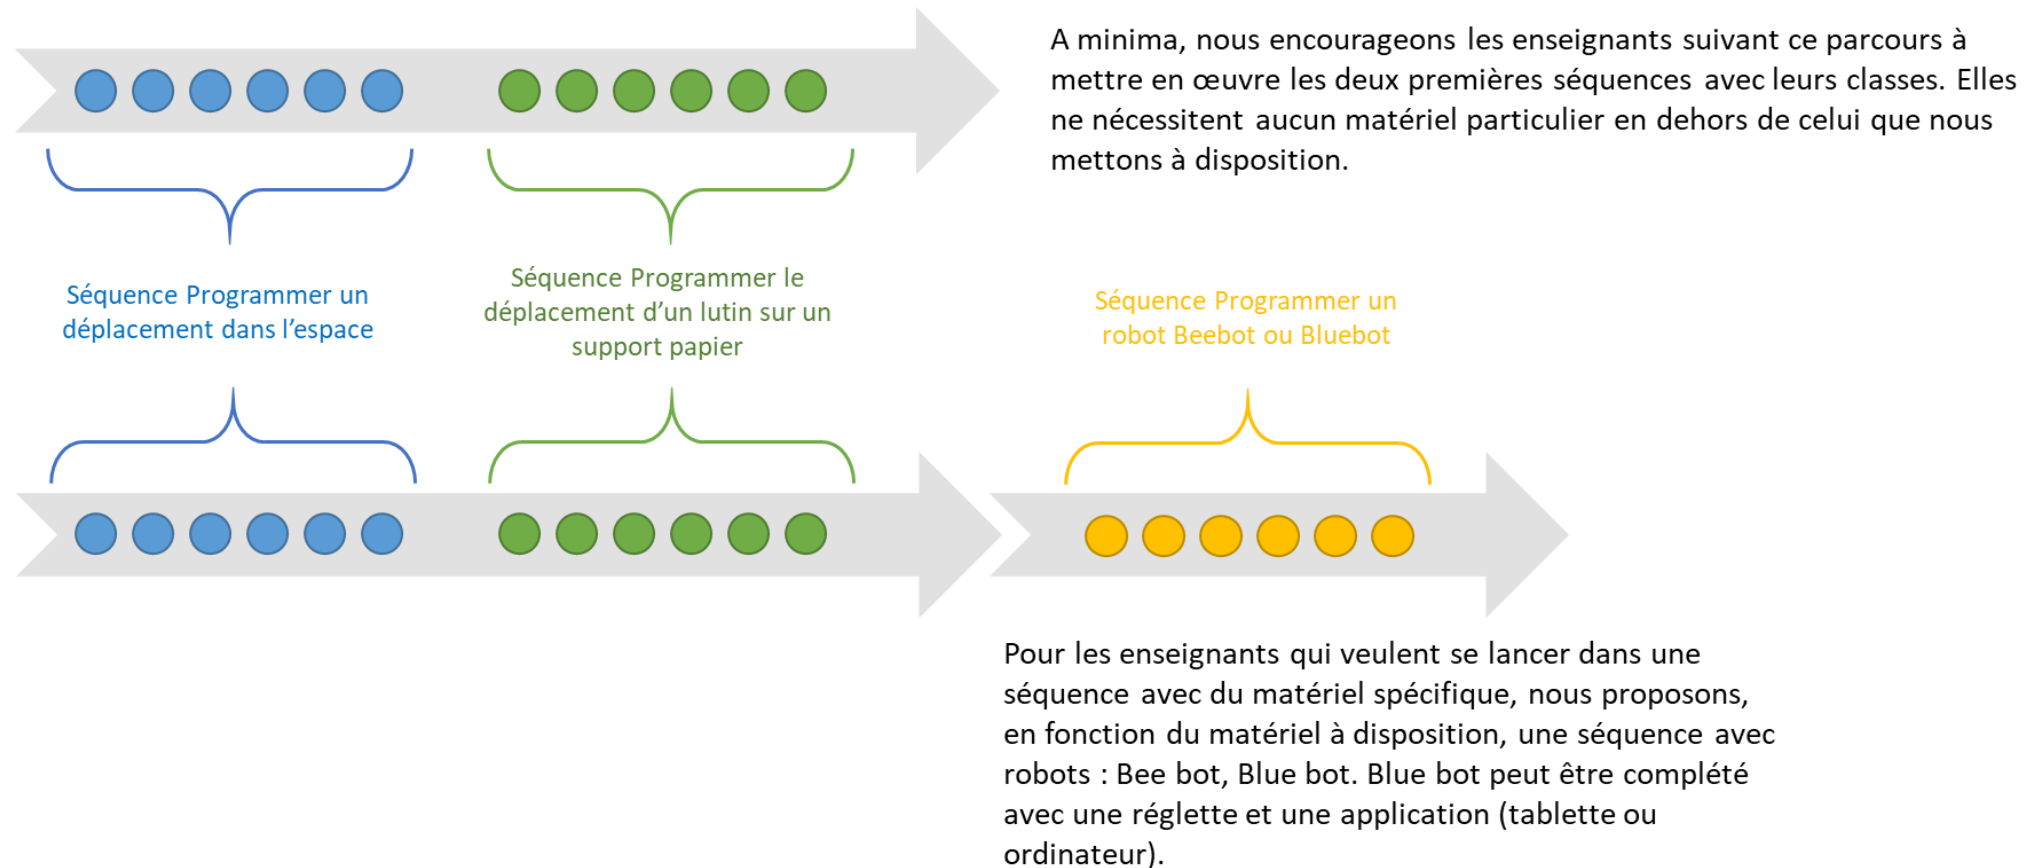 A minima, nous encourageons les enseignants suivant ce parcours à
mettre en œuvre les deux premières séquences avec leurs classes. Elles
ne nécessitent aucun matériel particulier en dehors de celui que nous
mettons à disposition.
Séquence Programmer un
déplacement dans l’espace
Séquence Programmer le
déplacement d’un lutin sur un
support papier
Séquence Programmer un
robot Beebot ou Bluebot
Pour les enseignants qui veulent se lancer dans une
séquence avec du matériel spécifique, nous proposons,
en fonction du matériel à disposition, une séquence avec
robots : Bee bot, Blue bot. Blue bot peut être complété
avec une réglette et une application (tablette ou
ordinateur).